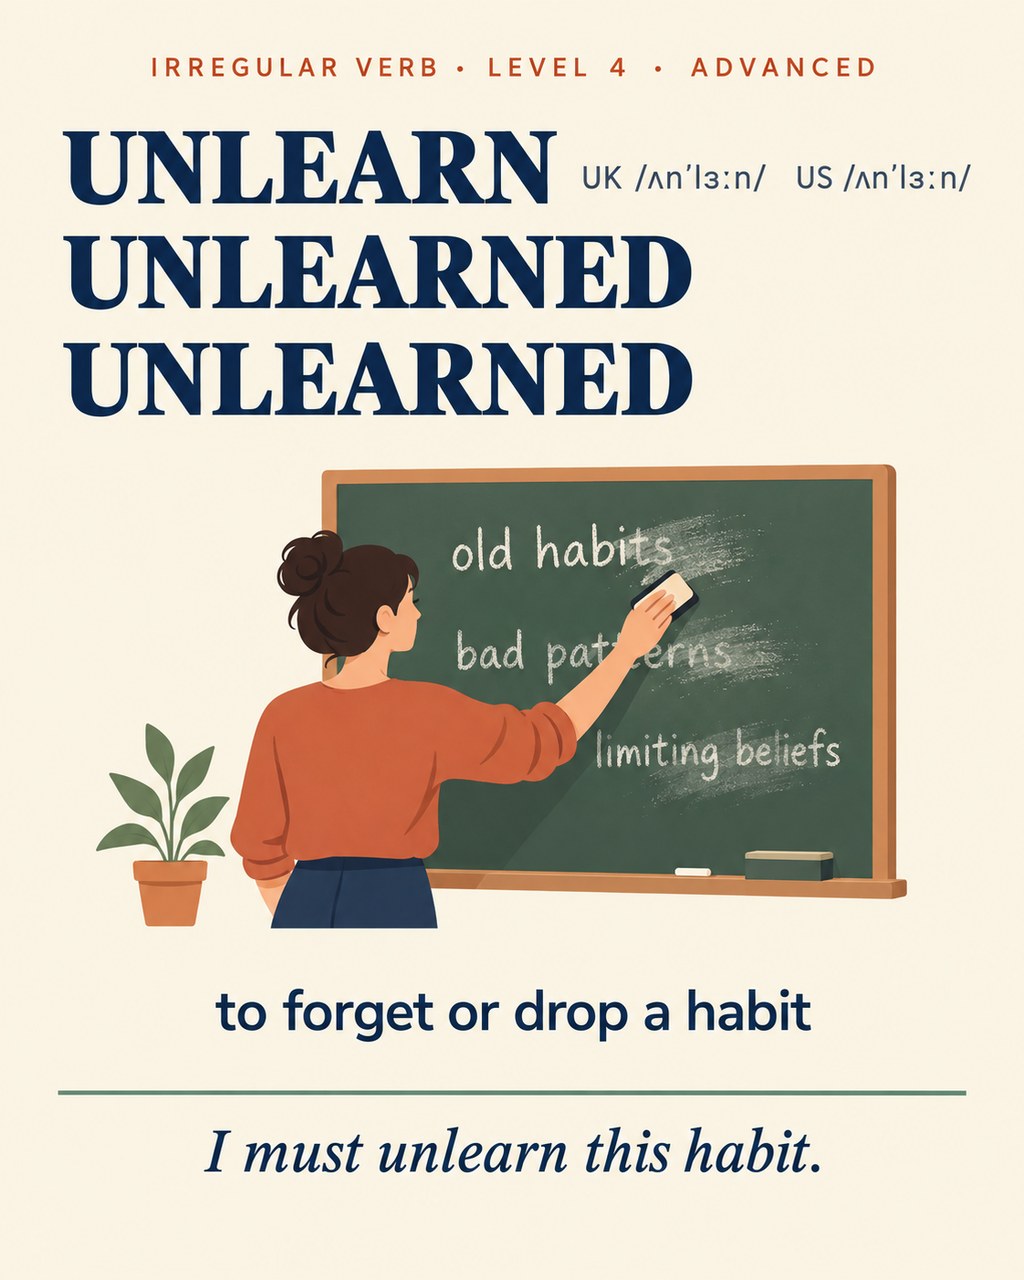 IRREGULAR VERB • LEVEL 4 • ADVANCED
UNLEARN UK /ʌnˈlɜːn/ US /ʌnˈlɜːn/
UNLEARNED
UNLEARNED
old habits
bad patterns
limiting beliefs
to forget or drop a habit
I must unlearn this habit.